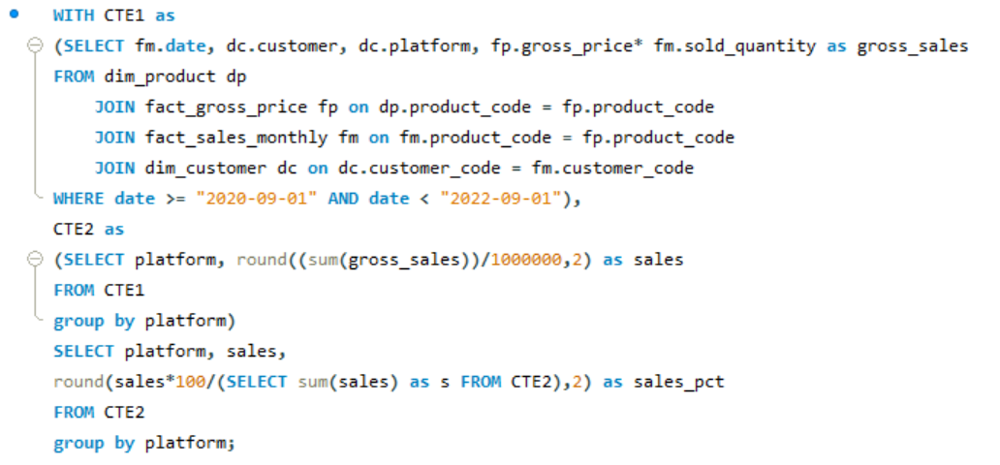 WITH CTE1 as
(SELECT fm.date, dc.customer, dc.platform, fp.gross_price* fm.sold_quantity as gross_sales
FROM dim_product dp
JOIN fact_gross_price fp on dp.product_code = fp.product_code
JOIN fact_sales_monthly fm on fm.product_code = fp.product_code
JOIN dim_customer dc on dc.customer_code = fm.customer_code
WHERE date >= "2020-09-01" AND date < "2022-09-01"),
CTE2 as
(SELECT platform, round((sum(gross_sales))/1000000,2) as sales
FROM CTE1
group by platform)
SELECT platform, sales,
round(sales*100/(SELECT sum(sales) as s FROM CTE2),2) as sales_pct
FROM CTE2
group by platform;